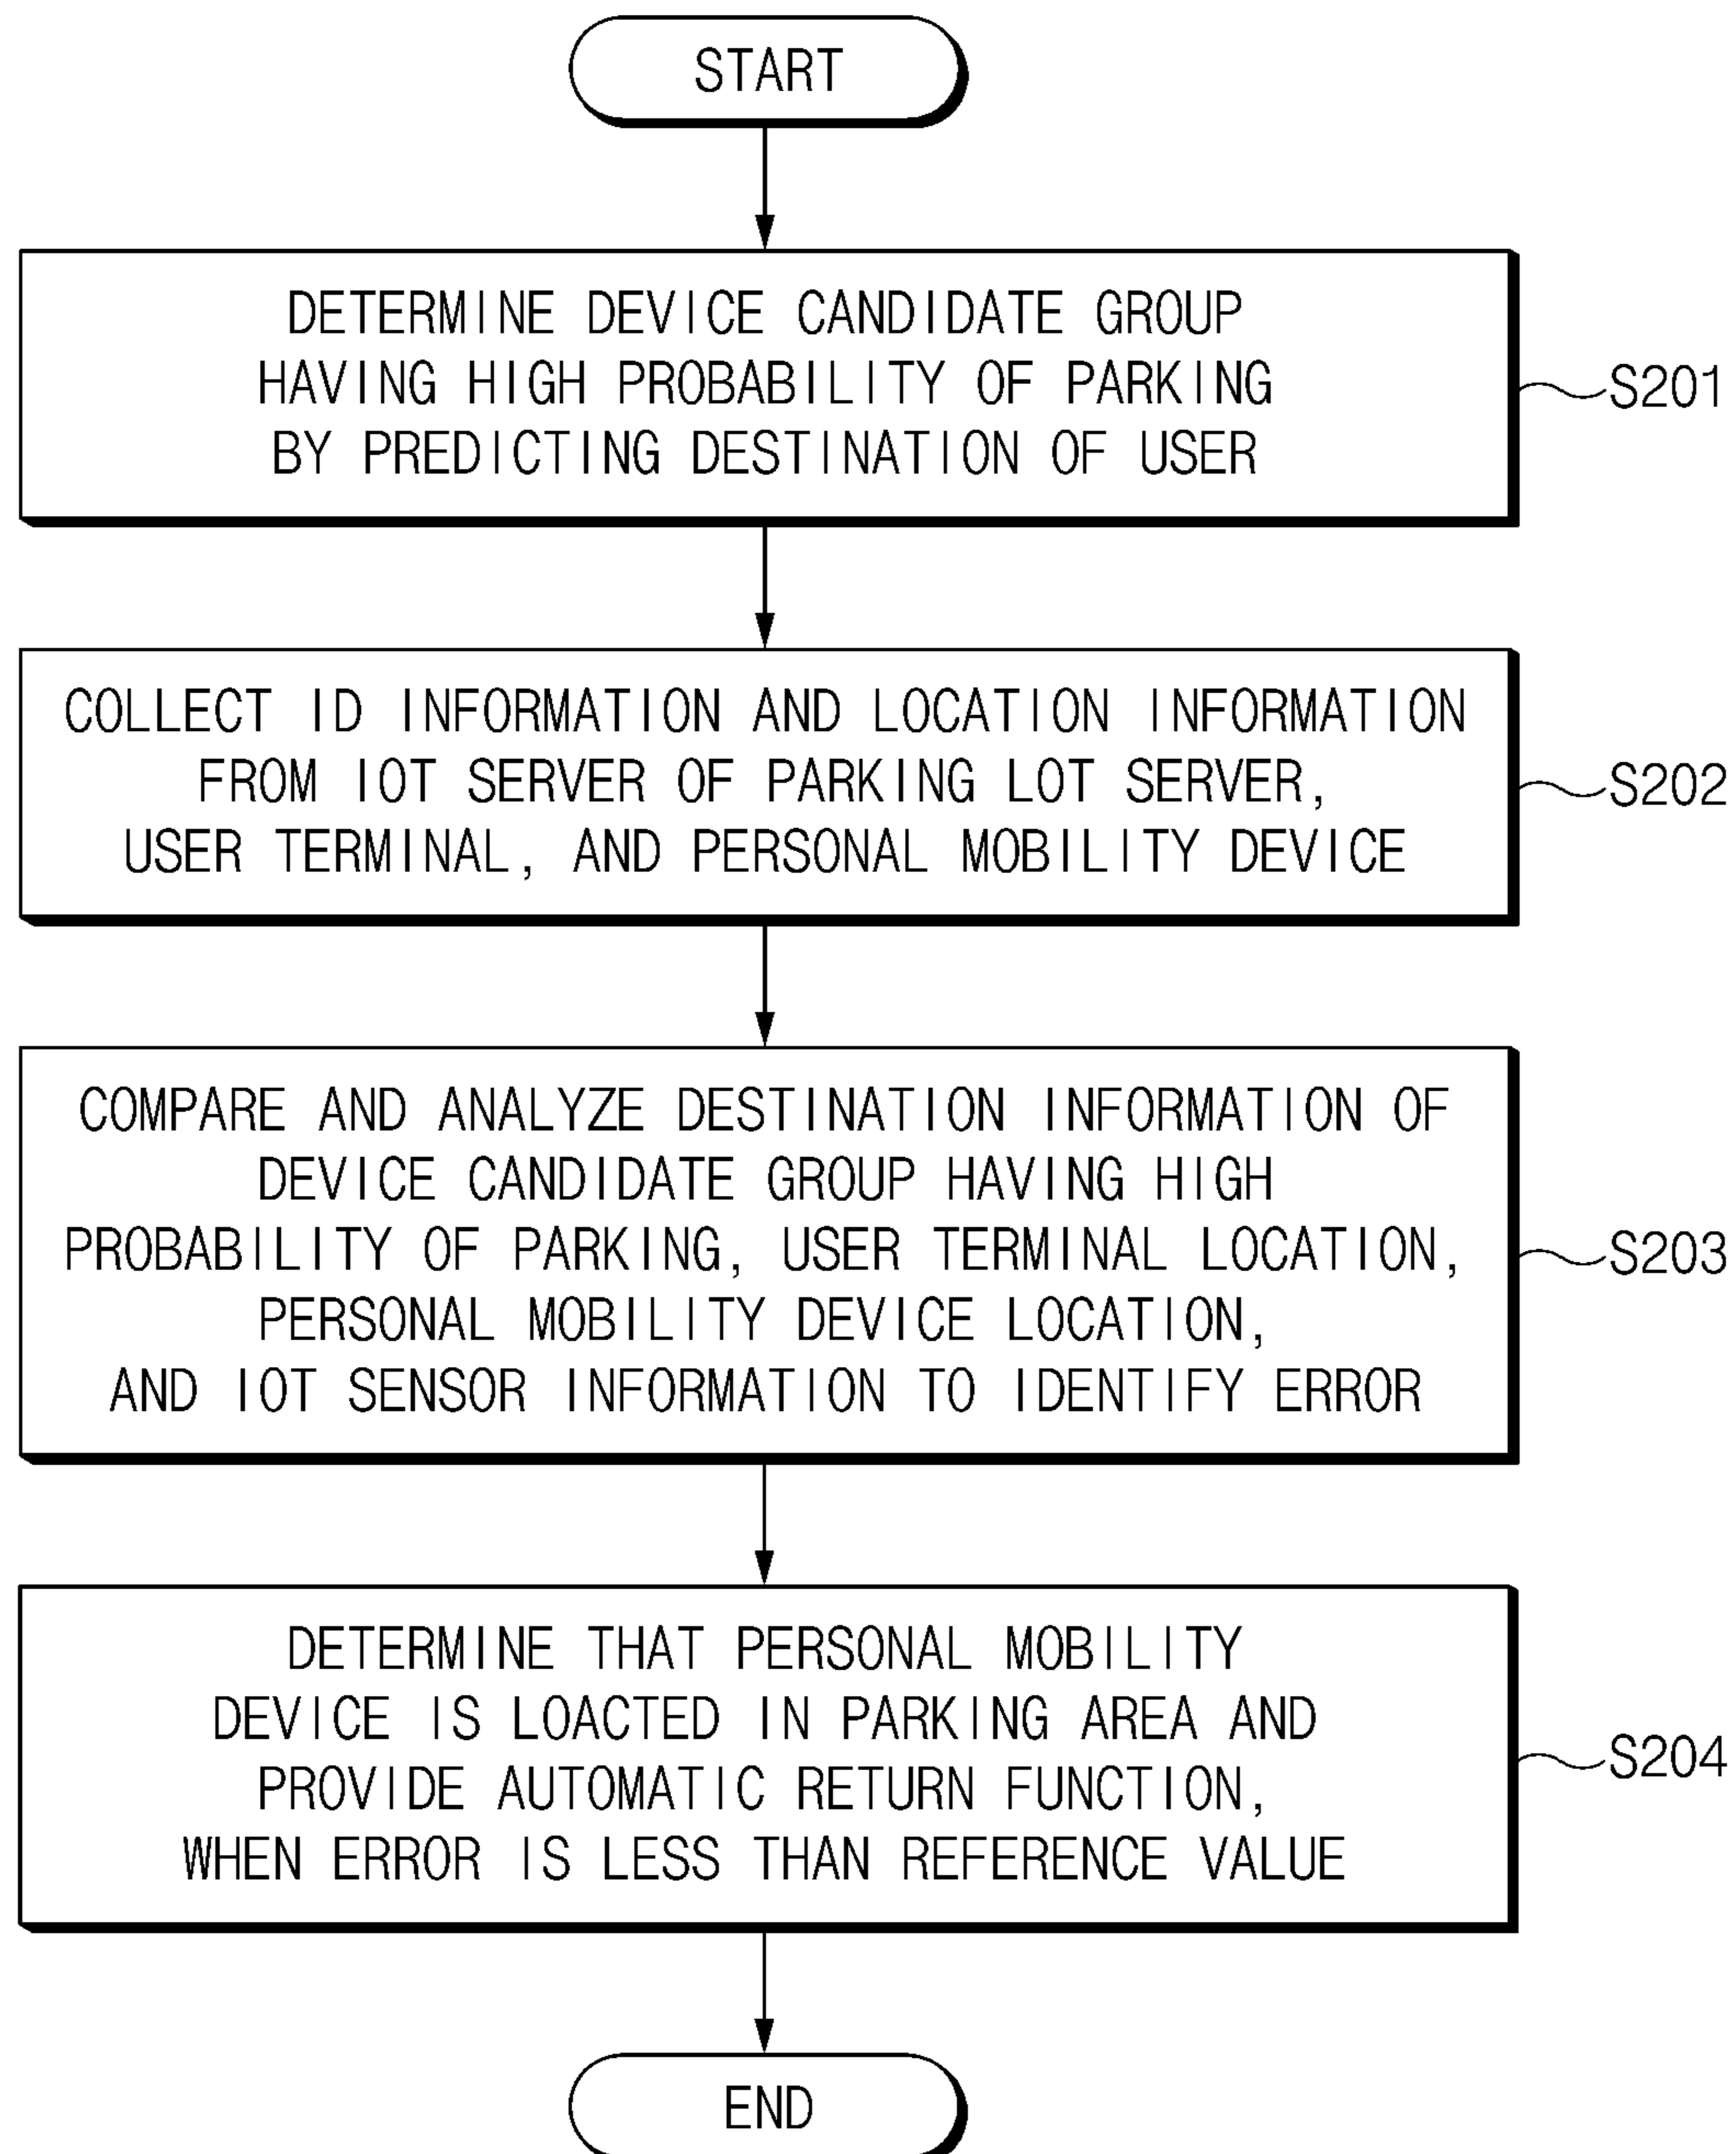 START
DETERMINE DEVICE CANDIDATE GROUP
HAVING HIGH PROBABILITY OF PARKING
BY PREDICTING DESTINATION OF USER
S201
COLLECT ID INFORMATION AND LOCATION INFORMATION
FROM IOT SERVER OF PARKING LOT SERVER,
USER TERMINAL, AND PERSONAL MOBILITY DEVICE
S202
COMPARE AND ANALYZE DESTINATION INFORMATION OF
DEVICE CANDIDATE GROUP HAVING HIGH
PROBABILITY OF PARKING, USER TERMINAL LOCATION,
PERSONAL MOBILITY DEVICE LOCATION,
AND IOT SENSOR INFORMATION TO IDENTIFY ERROR
S203
DETERMINE THAT PERSONAL MOBILITY
DEVICE IS LOACTED IN PARKING AREA AND
PROVIDE AUTOMATIC RETURN FUNCTION,
WHEN ERROR IS LESS THAN REFERENCE VALUE
S204
END